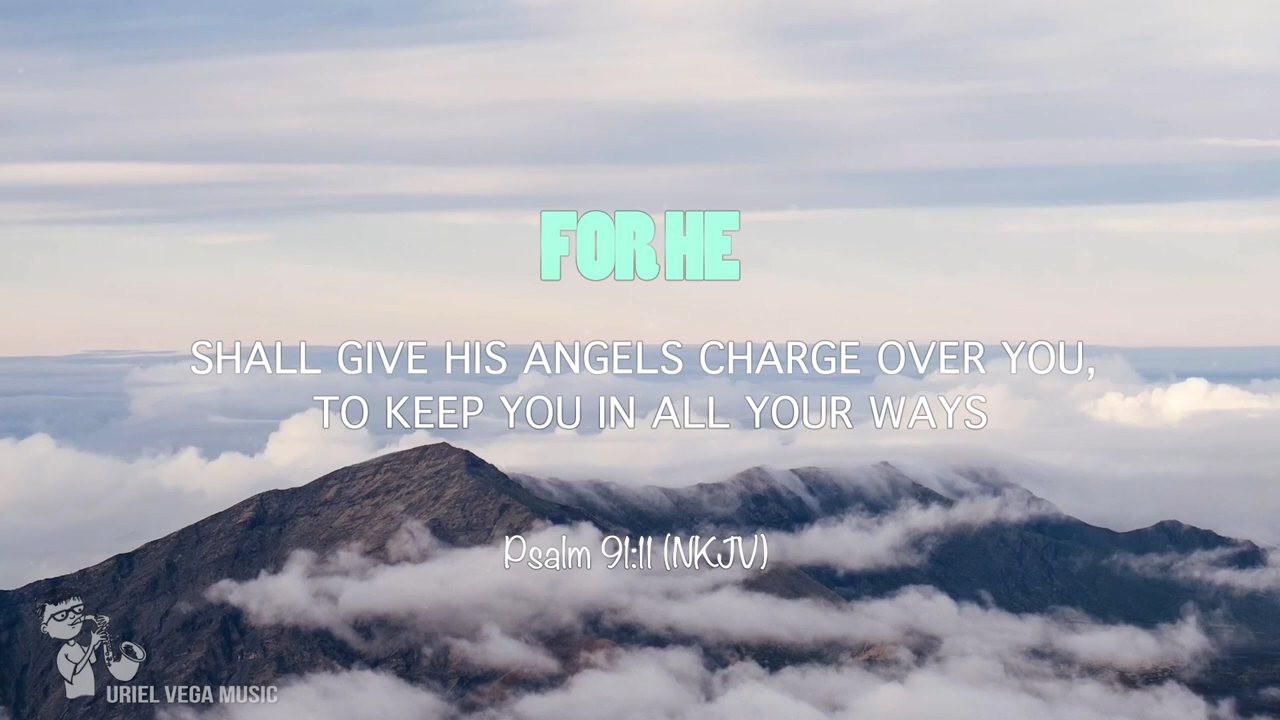 FOR HE
SHALL GIVE HIS ANGELS CHARGE OVER YOU,
TO KEEP YOU IN ALL YOUR WAYS
Psalm 91:11 (NKJV)
URIEL VEGA MUSIC